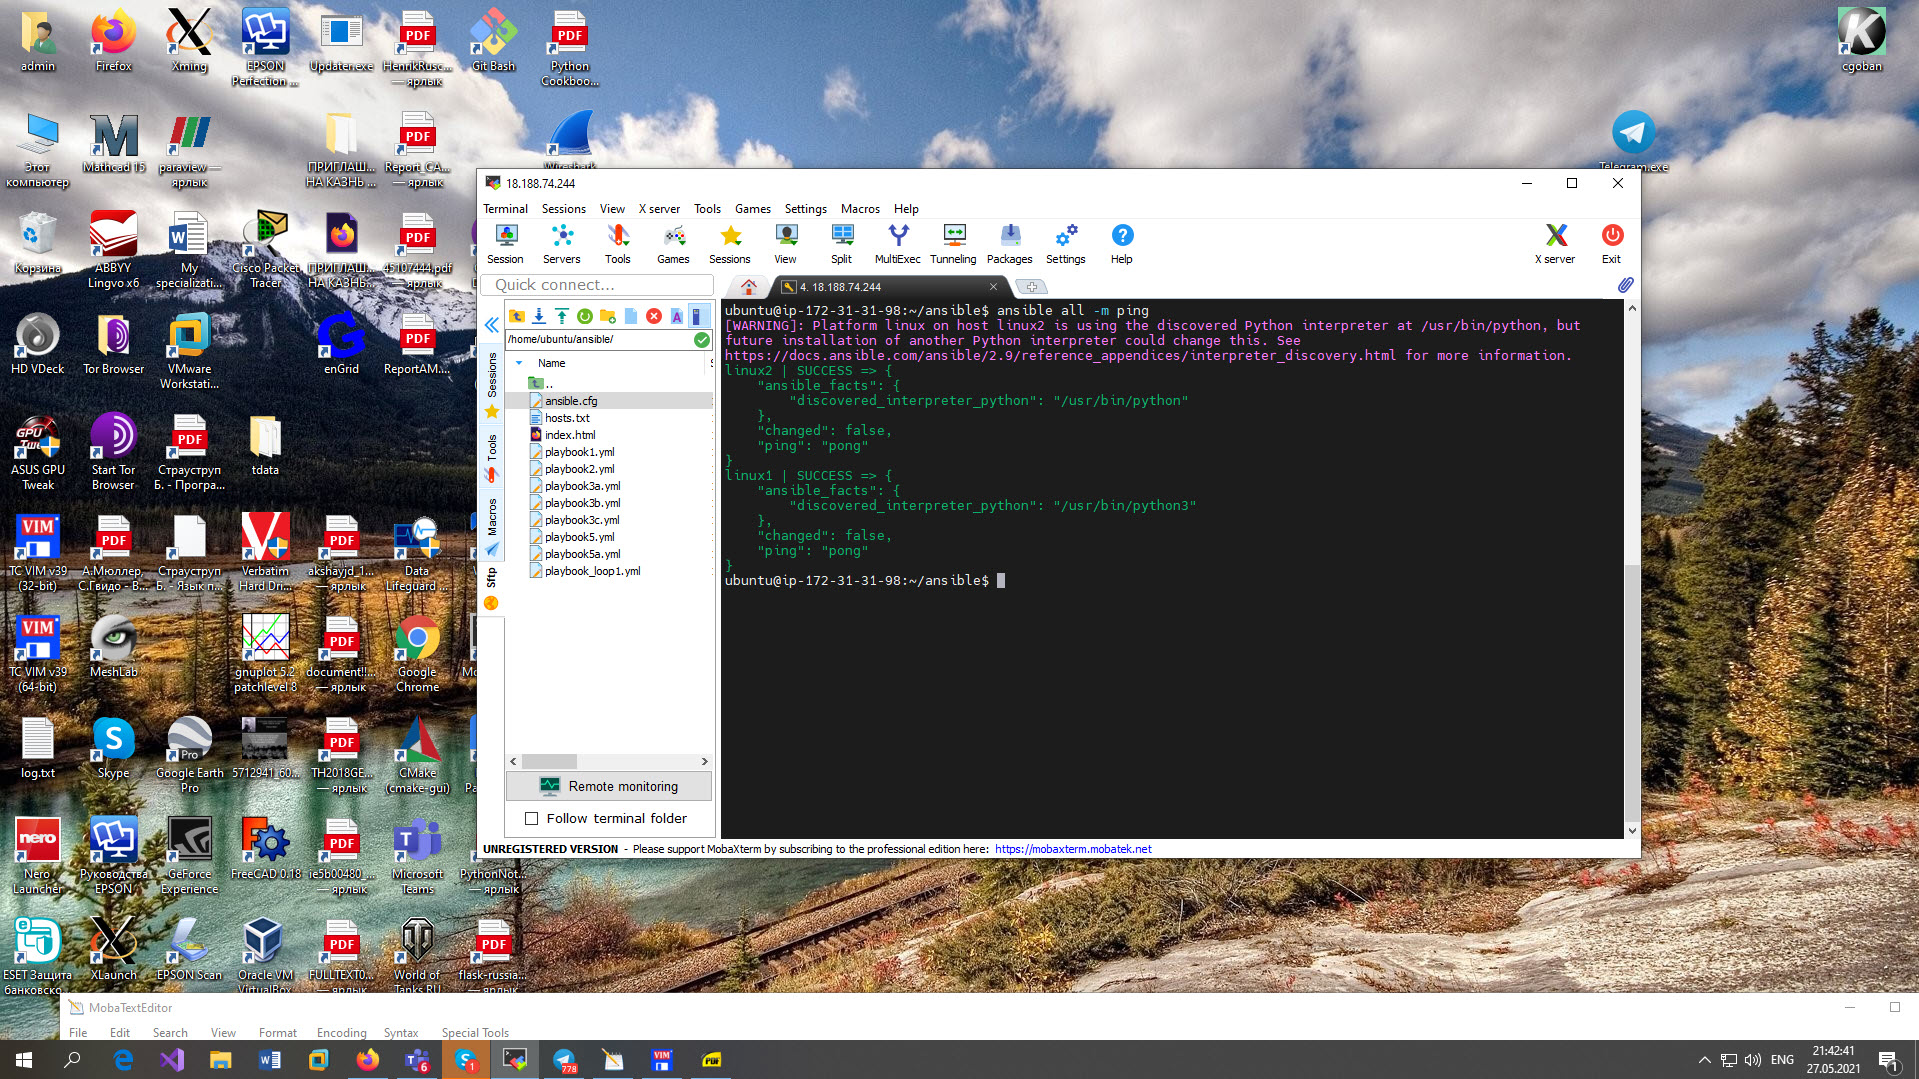 admin
Firefox
Xming
EPSON
Perfection ...
Updater.exe
HenrikRusc...
— ярлык
Git Bash
Python
Cookboo...
cgoban
Этот
компьютер
Mathcad 15
paraview —
ярлык
ПРИГЛАШ...
НА КАЗНЬ ...
Report_CA...
— ярлык
Wireshark
Telegram.exe
Корзина
ABBYY
Lingvo x6
My
specializati...
Cisco Packet
Tracer
ПРИГЛАШ...
НА КАЗНЬ...
45107444.pdf
— ярлык
HD VDeck
Tor Browser
VMware
Workstati...
enGrid
ReportAM....
ASUS GPU
Tweak
Start Tor
Browser
Страуструп
Б. - Програ...
tdata
TC VIM v39
(32-bit)
А.Мюллер,
С.Гвидо - В...
Страуструп
Б. - Язык п...
Verbatim
Hard Dri...
akshayjd_1...
— ярлык
Data
Lifeguard ...
TC VIM v39
(64-bit)
MeshLab
gnuplot 5.2
patchlevel 8
document!!...
— ярлык
Google
Chrome
log.txt
Skype
Google Earth
Pro
5712941_60...
TH2018GE...
— ярлык
CMake
(cmake-gui)
Nero
Launcher
Руководства
EPSON
GeForce
Experience
FreeCAD 0.18
ie5b00480_...
— ярлык
Microsoft
Teams
PythonNot...
— ярлык
ESET Защита
банковско...
XLaunch
EPSON Scan
Oracle VM
VirtualBox
FULLTEXT0...
— ярлык
World of
Tanks RU
flask-russia...
— ярлык
18.188.74.244
Terminal Sessions View X server Tools Games Settings Macros Help
Session Servers Tools Games Sessions View Split MultiExec Tunneling Packages Settings Help X server Exit
Quick connect...
4. 18.188.74.244
/home/ubuntu/ansible/
Name
..
ansible.cfg
hosts.txt
index.html
playbook1.yml
playbook2.yml
playbook3a.yml
playbook3b.yml
playbook3c.yml
playbook5.yml
playbook5a.yml
playbook_loop1.yml
Sessions
Tools
Macros
Sftp
Remote monitoring
Follow terminal folder
ubuntu@ip-172-31-31-98:~/ansible$ ansible all -m ping
[WARNING]: Platform linux on host linux2 is using the discovered Python interpreter at /usr/bin/python, but
future installation of another Python interpreter could change this. See
https://docs.ansible.com/ansible/2.9/reference_appendices/interpreter_discovery.html for more information.
linux2 | SUCCESS => {
"ansible_facts": {
"discovered_interpreter_python": "/usr/bin/python"
},
"changed": false,
"ping": "pong"
}
linux1 | SUCCESS => {
"ansible_facts": {
"discovered_interpreter_python": "/usr/bin/python3"
},
"changed": false,
"ping": "pong"
}
ubuntu@ip-172-31-31-98:~/ansible$
UNREGISTERED VERSION - Please support MobaXterm by subscribing to the professional edition here: https://mobaxterm.mobatek.net
MobaTextEditor
File Edit Search View Format Encoding Syntax Special Tools
ENG
21:42:41
27.05.2021